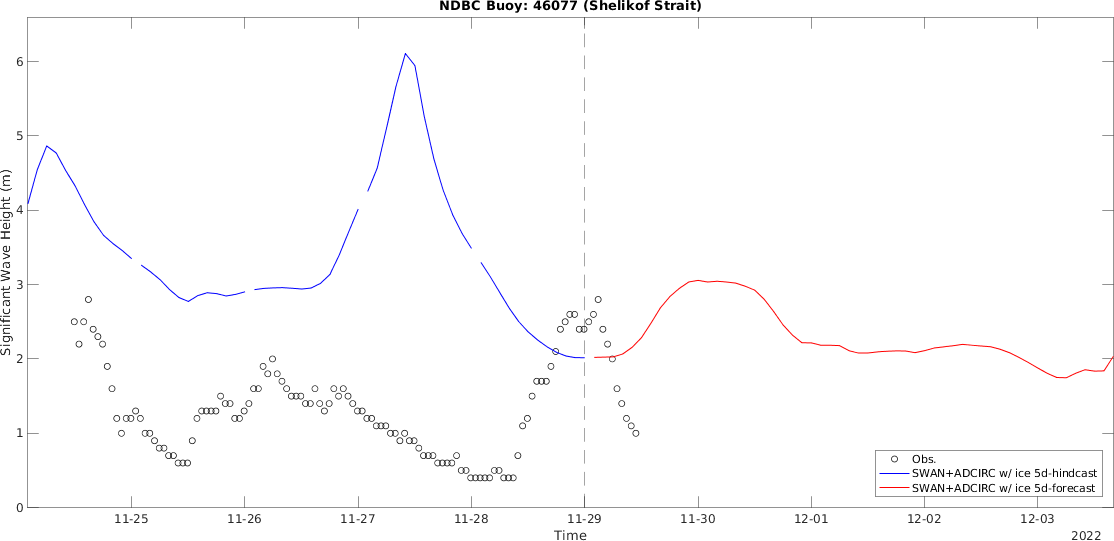 NDBC Buoy: 46077 (Shelikof Strait)
Significant Wave Height (m)
6
5
4
3
2
1
0
Obs.
SWAN+ADCIRC w/ ice 5d-hindcast
SWAN+ADCIRC w/ ice 5d-forecast
11-25 11-26 11-27 11-28 11-29 11-30 12-01 12-02 12-03
Time
2022